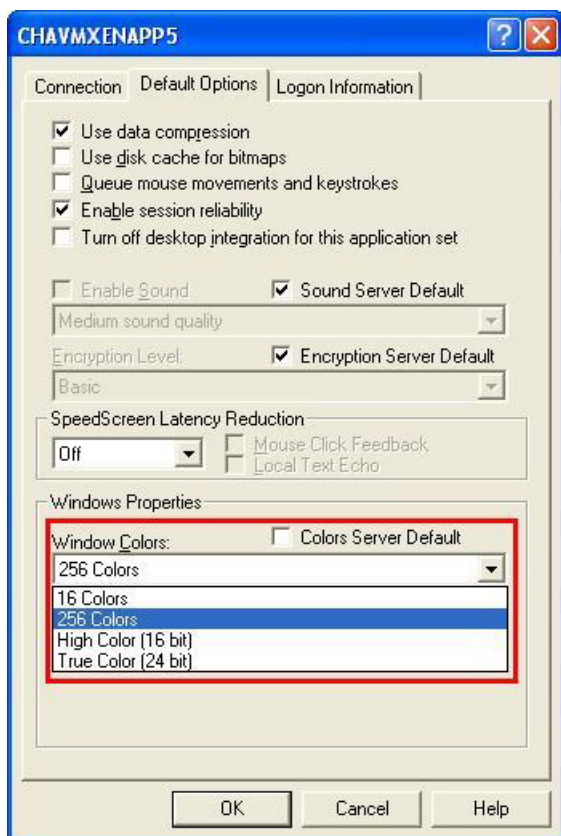 CHAVMXENAPP5
Connection Default Options Logon Information
Use data compression
Use disk cache for bitmaps
Queue mouse movements and keystrokes
Enable session reliability
Turn off desktop integration for this application set
Enable Sound Sound Server Default
Medium sound quality
Encryption Level: Encryption Server Default
Basic
SpeedScreen Latency Reduction
Off Mouse Click Feedback
Local Text Echo
Windows Properties
Window Colors: Colors Server Default
256 Colors
16 Colors
256 Colors
High Color (16 bit)
True Color (24 bit)
OK Cancel Help